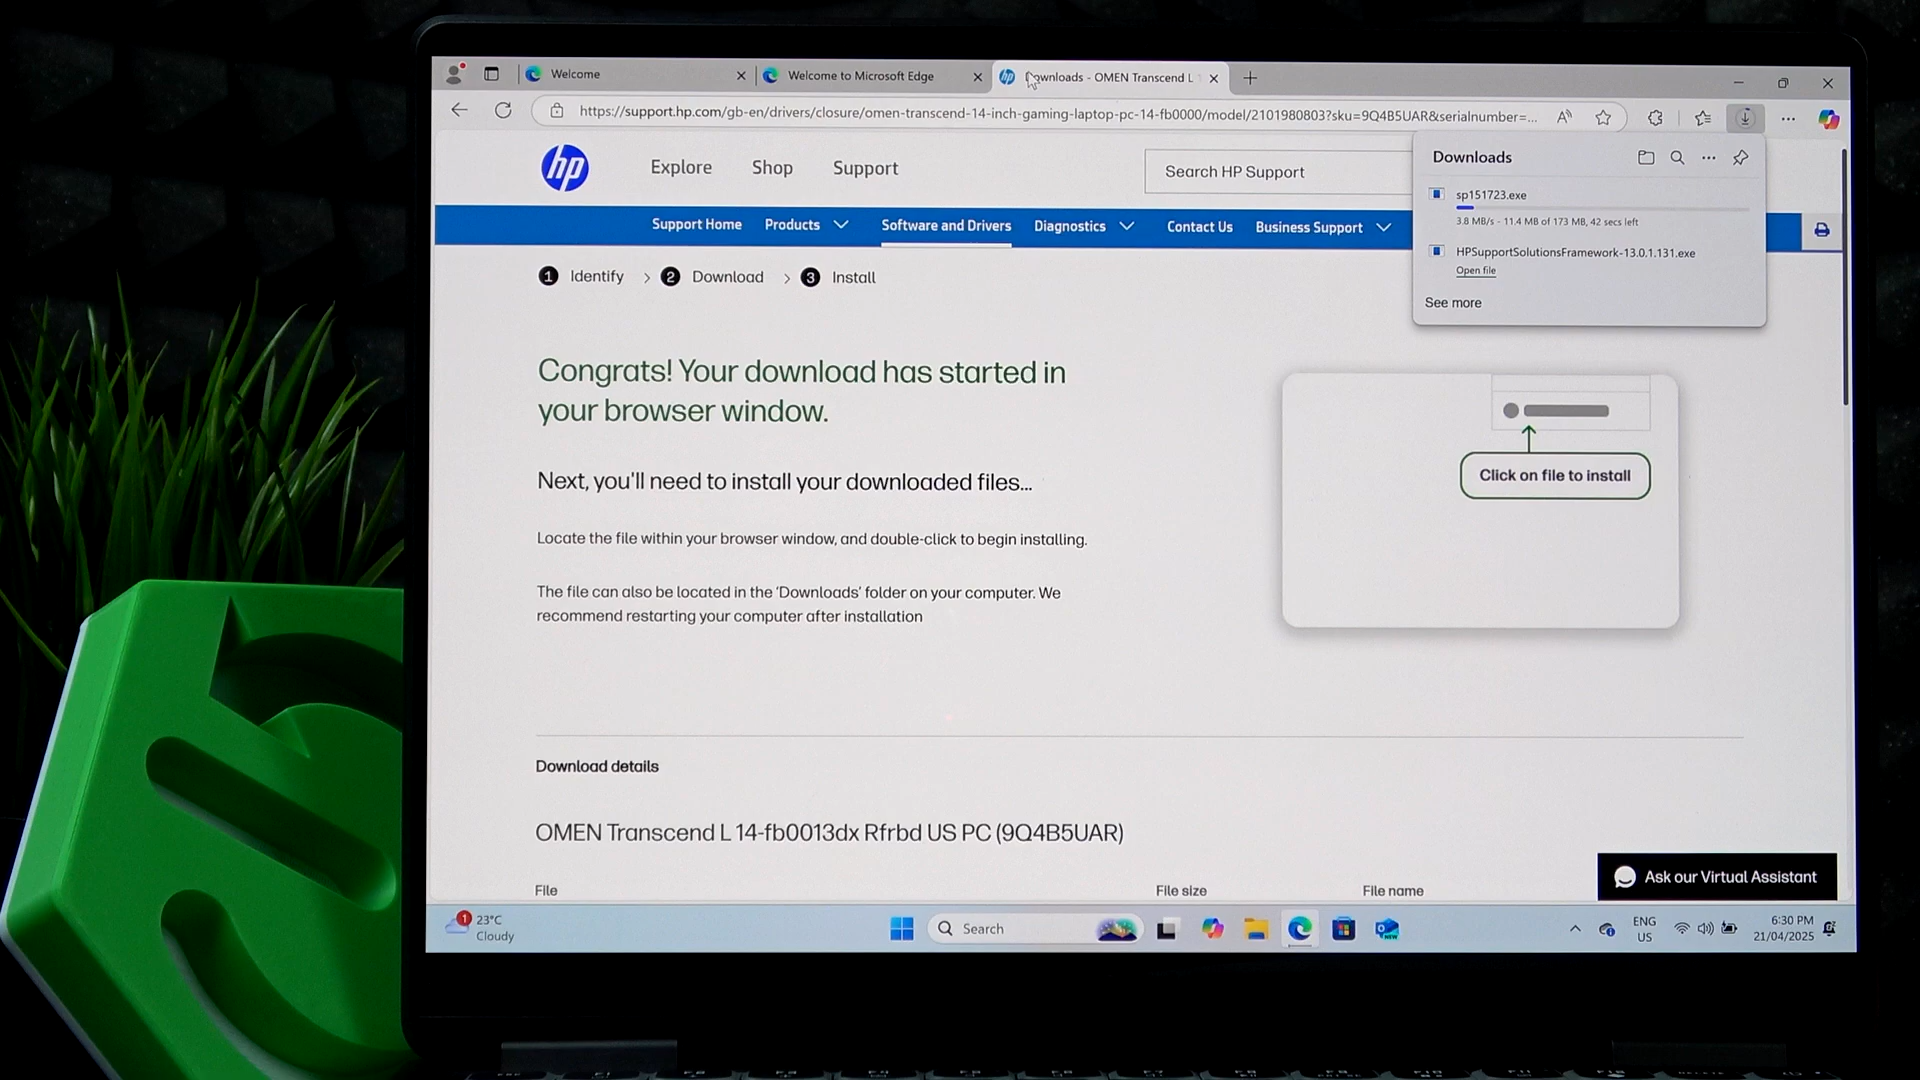 Welcome
Welcome to Microsoft Edge
Downloads - OMEN Transcend L
https://support.hp.com/gb-en/drivers/closure/omen-transcend-14-inch-gaming-laptop-pc-14-fb0000/model/2101980803?sku=9Q4B5UAR&serialnumber=...
hp
Explore
Shop
Support
Search HP Support
Downloads
sp151723.exe
3.8 MB/s - 11.4 MB of 173 MB, 42 secs left
HPSupportSolutionsFramework-13.0.1.131.exe
Open file
See more
Support Home
Products
Software and Drivers
Diagnostics
Contact Us
Business Support
1 Identify > 2 Download > 3 Install
Congrats! Your download has started in
your browser window.
Next, you'll need to install your downloaded files...
Locate the file within your browser window, and double-click to begin installing.
The file can also be located in the 'Downloads' folder on your computer. We
recommend restarting your computer after installation
Click on file to install
Download details
OMEN Transcend L 14-fb0013dx Rfrbd US PC (9Q4B5UAR)
File
File size
File name
Ask our Virtual Assistant
1
23°C
Cloudy
Search
ENG
US
6:30 PM
21/04/2025